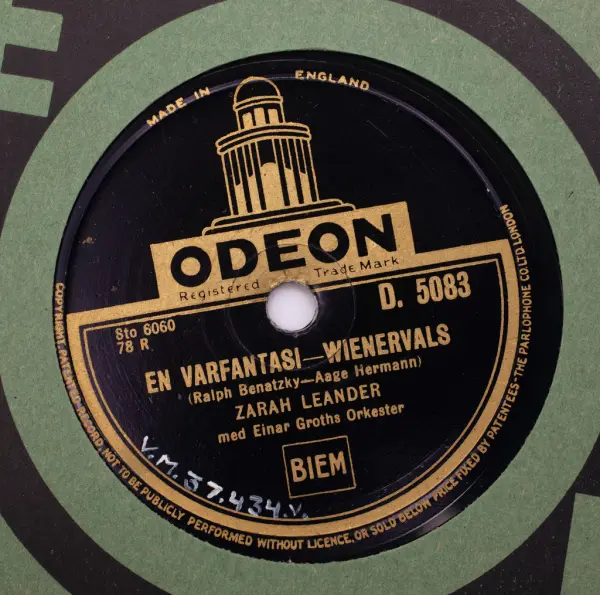 MADE IN ENGLAND
ODEON
Registered Trade Mark
D. 5083
Sto 6060
78 R
EN VARFANTASI—WIENERVALS
(Ralph Benatzky—Aage Hermann)
ZARAH LEANDER
med Einar Groths Orkester
BIEM
V.M.37.434.V.
COPYRIGHT. PATENTED RECORD. NOT TO BE PUBLICLY PERFORMED WITHOUT LICENCE, OR SOLD BELOW PRICE FIXED BY PATENTEES-THE PARLOPHONE CO.LTD.LONDON